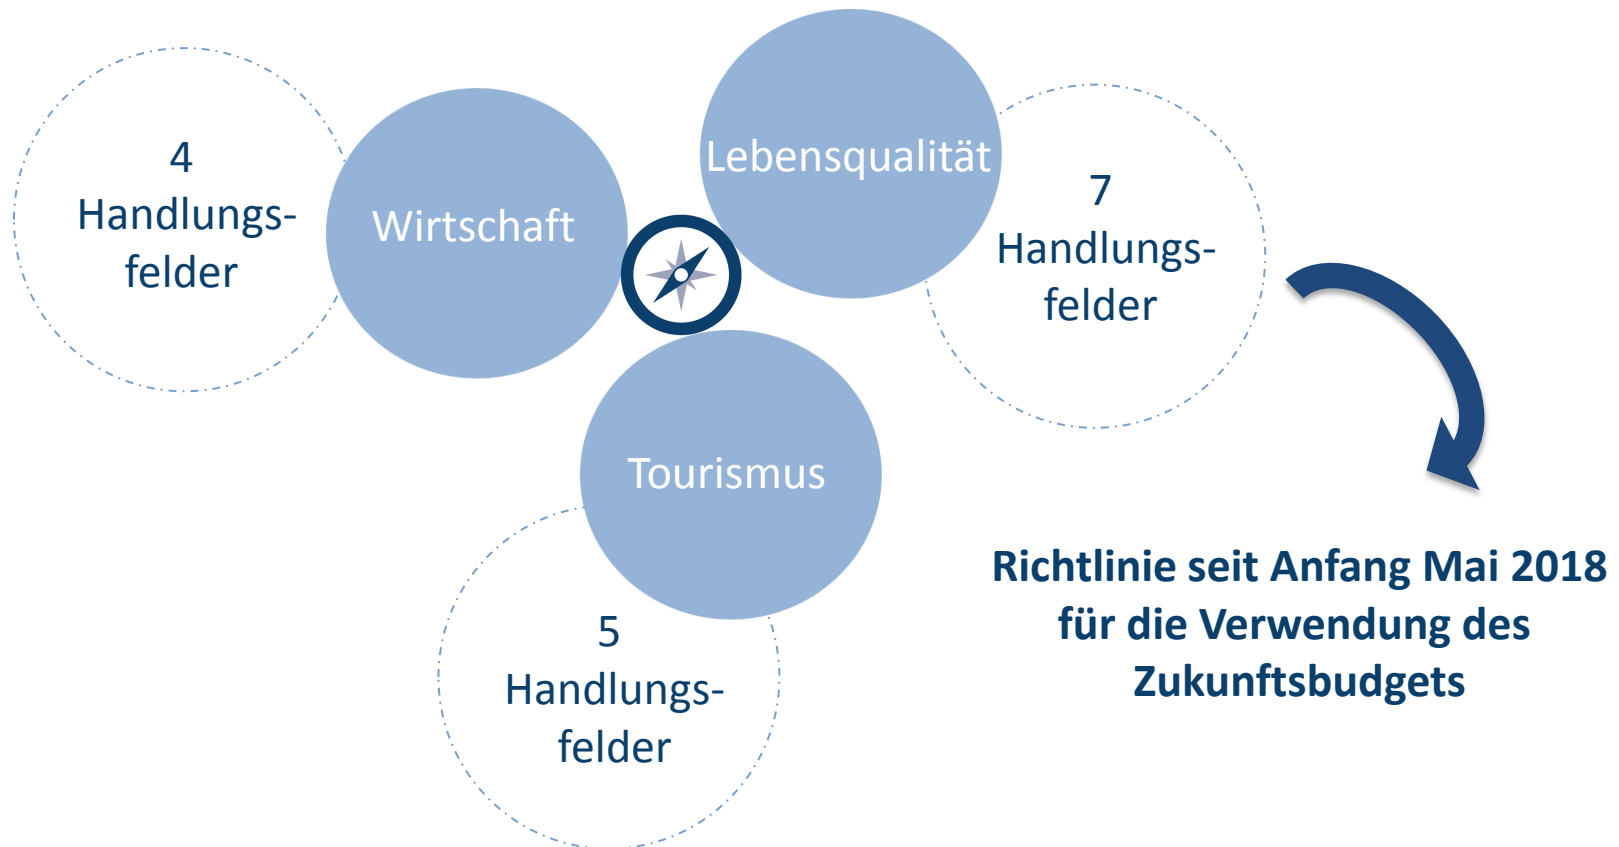 4
Handlungs-
felder
Wirtschaft
Lebensqualität
7
Handlungs-
felder
Tourismus
5
Handlungs-
felder
Richtlinie seit Anfang Mai 2018
für die Verwendung des
Zukunftsbudgets